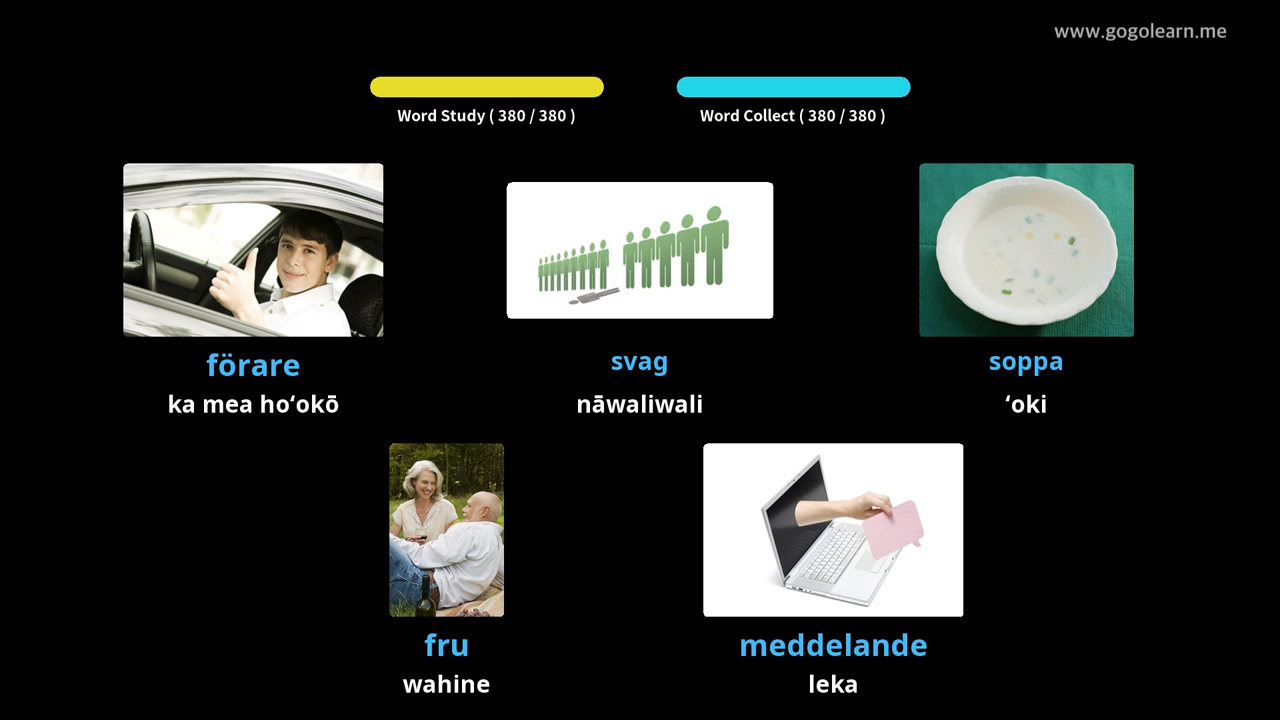 www.gogolearn.me
Word Study ( 380 / 380 )
Word Collect ( 380 / 380 )
förare
svag
soppa
ka mea hoʻokō
nāwaliwali
ʻoki
fru
meddelande
wahine
leka